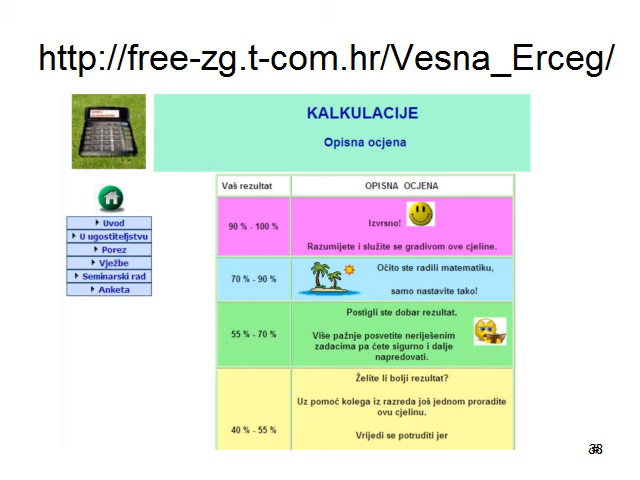 http://free-zg.t-com.hr/Vesna_Erceg/
KALKULACIJE
Opisna ocjena
Uvod
U ugostiteljstvu
Porez
Vježbe
Seminarski rad
Anketa
Vaš rezultat
OPISNA OCJENA
90 % - 100 %
Izvrsno!
Razumijete i služite se gradivom ove cjeline.
70 % - 90 %
Očito ste radili matematiku,
samo nastavite tako!
55 % - 70 %
Postigli ste dobar rezultat.
Više pažnje posvetite neriješenim
zadacima pa ćete sigurno i dalje
napredovati.
40 % - 55 %
Želite li bolji rezultat?
Uz pomoć kolega iz razreda još jednom proradite
ovu cjelinu.
Vrijedi se potruditi jer